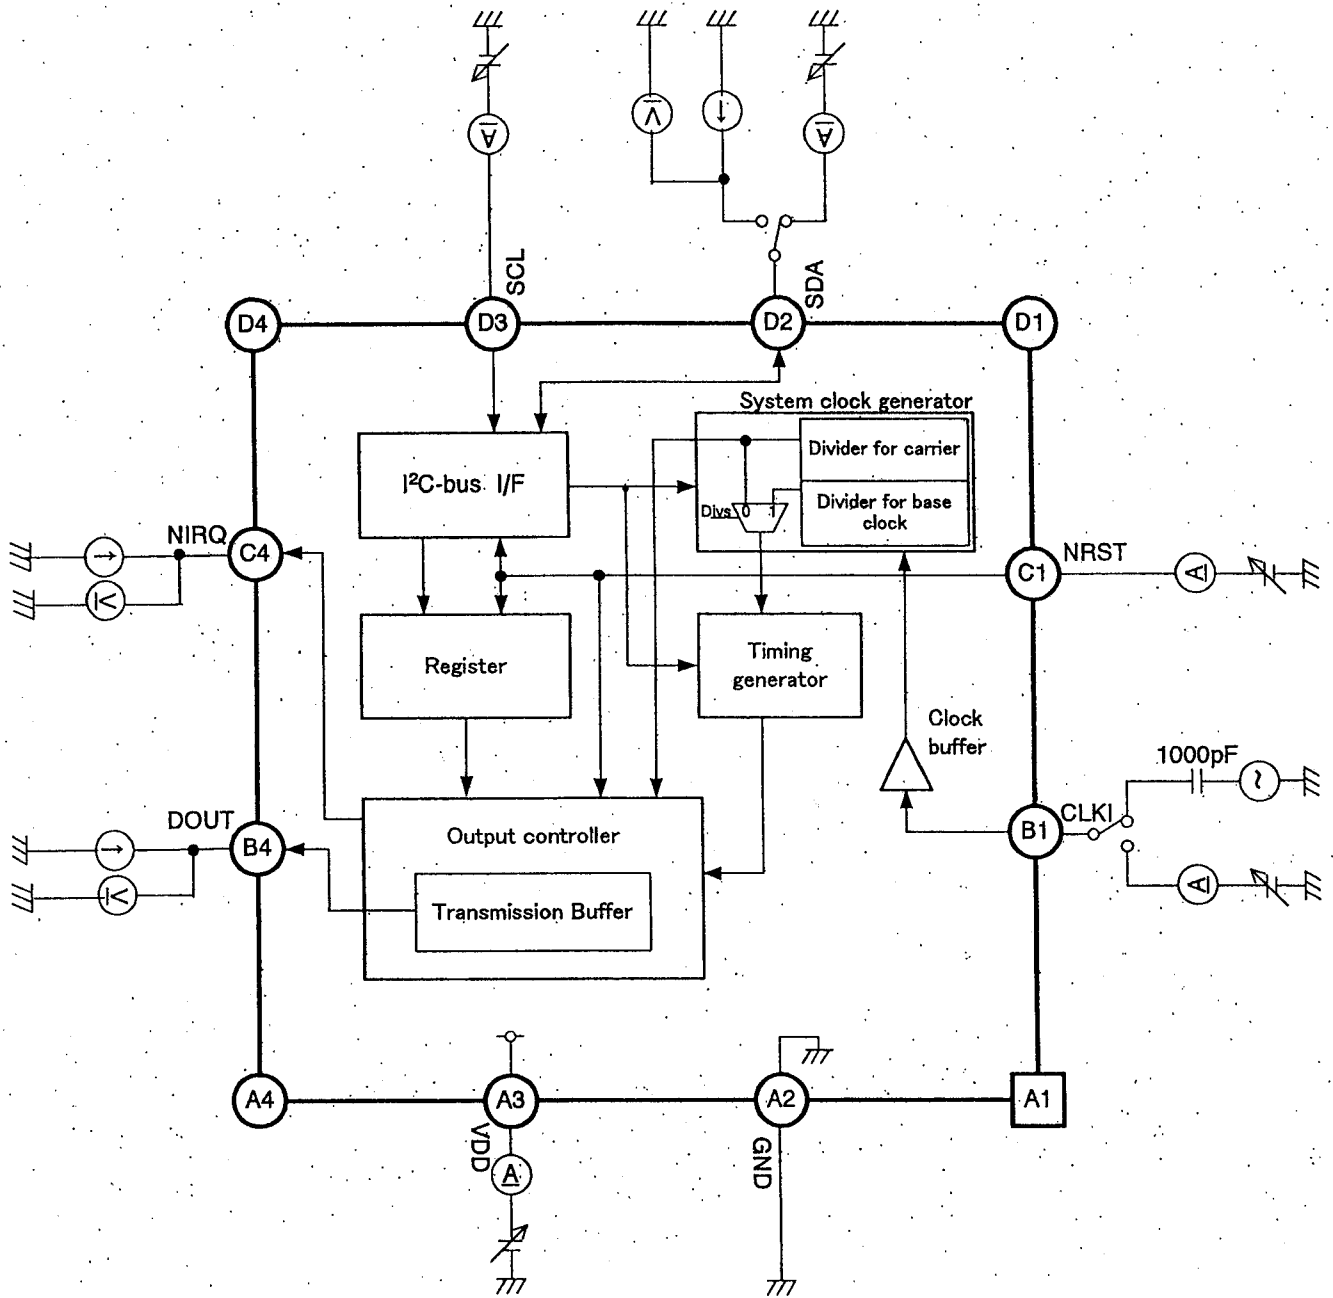 A
V
A
SCL
SDA
D4
D3
D2
D1
System clock generator
Divider for carrier
I²C-bus I/F
Divider for base
clock
Divs
0
1
NIRQ
C4
V
C1
NRST
A
Register
Timing
generator
Clock
buffer
1000pF
~
DOUT
B4
V
Output controller
Transmission Buffer
B1
CLKI
A
A4
A3
A2
A1
VDD
GND
A